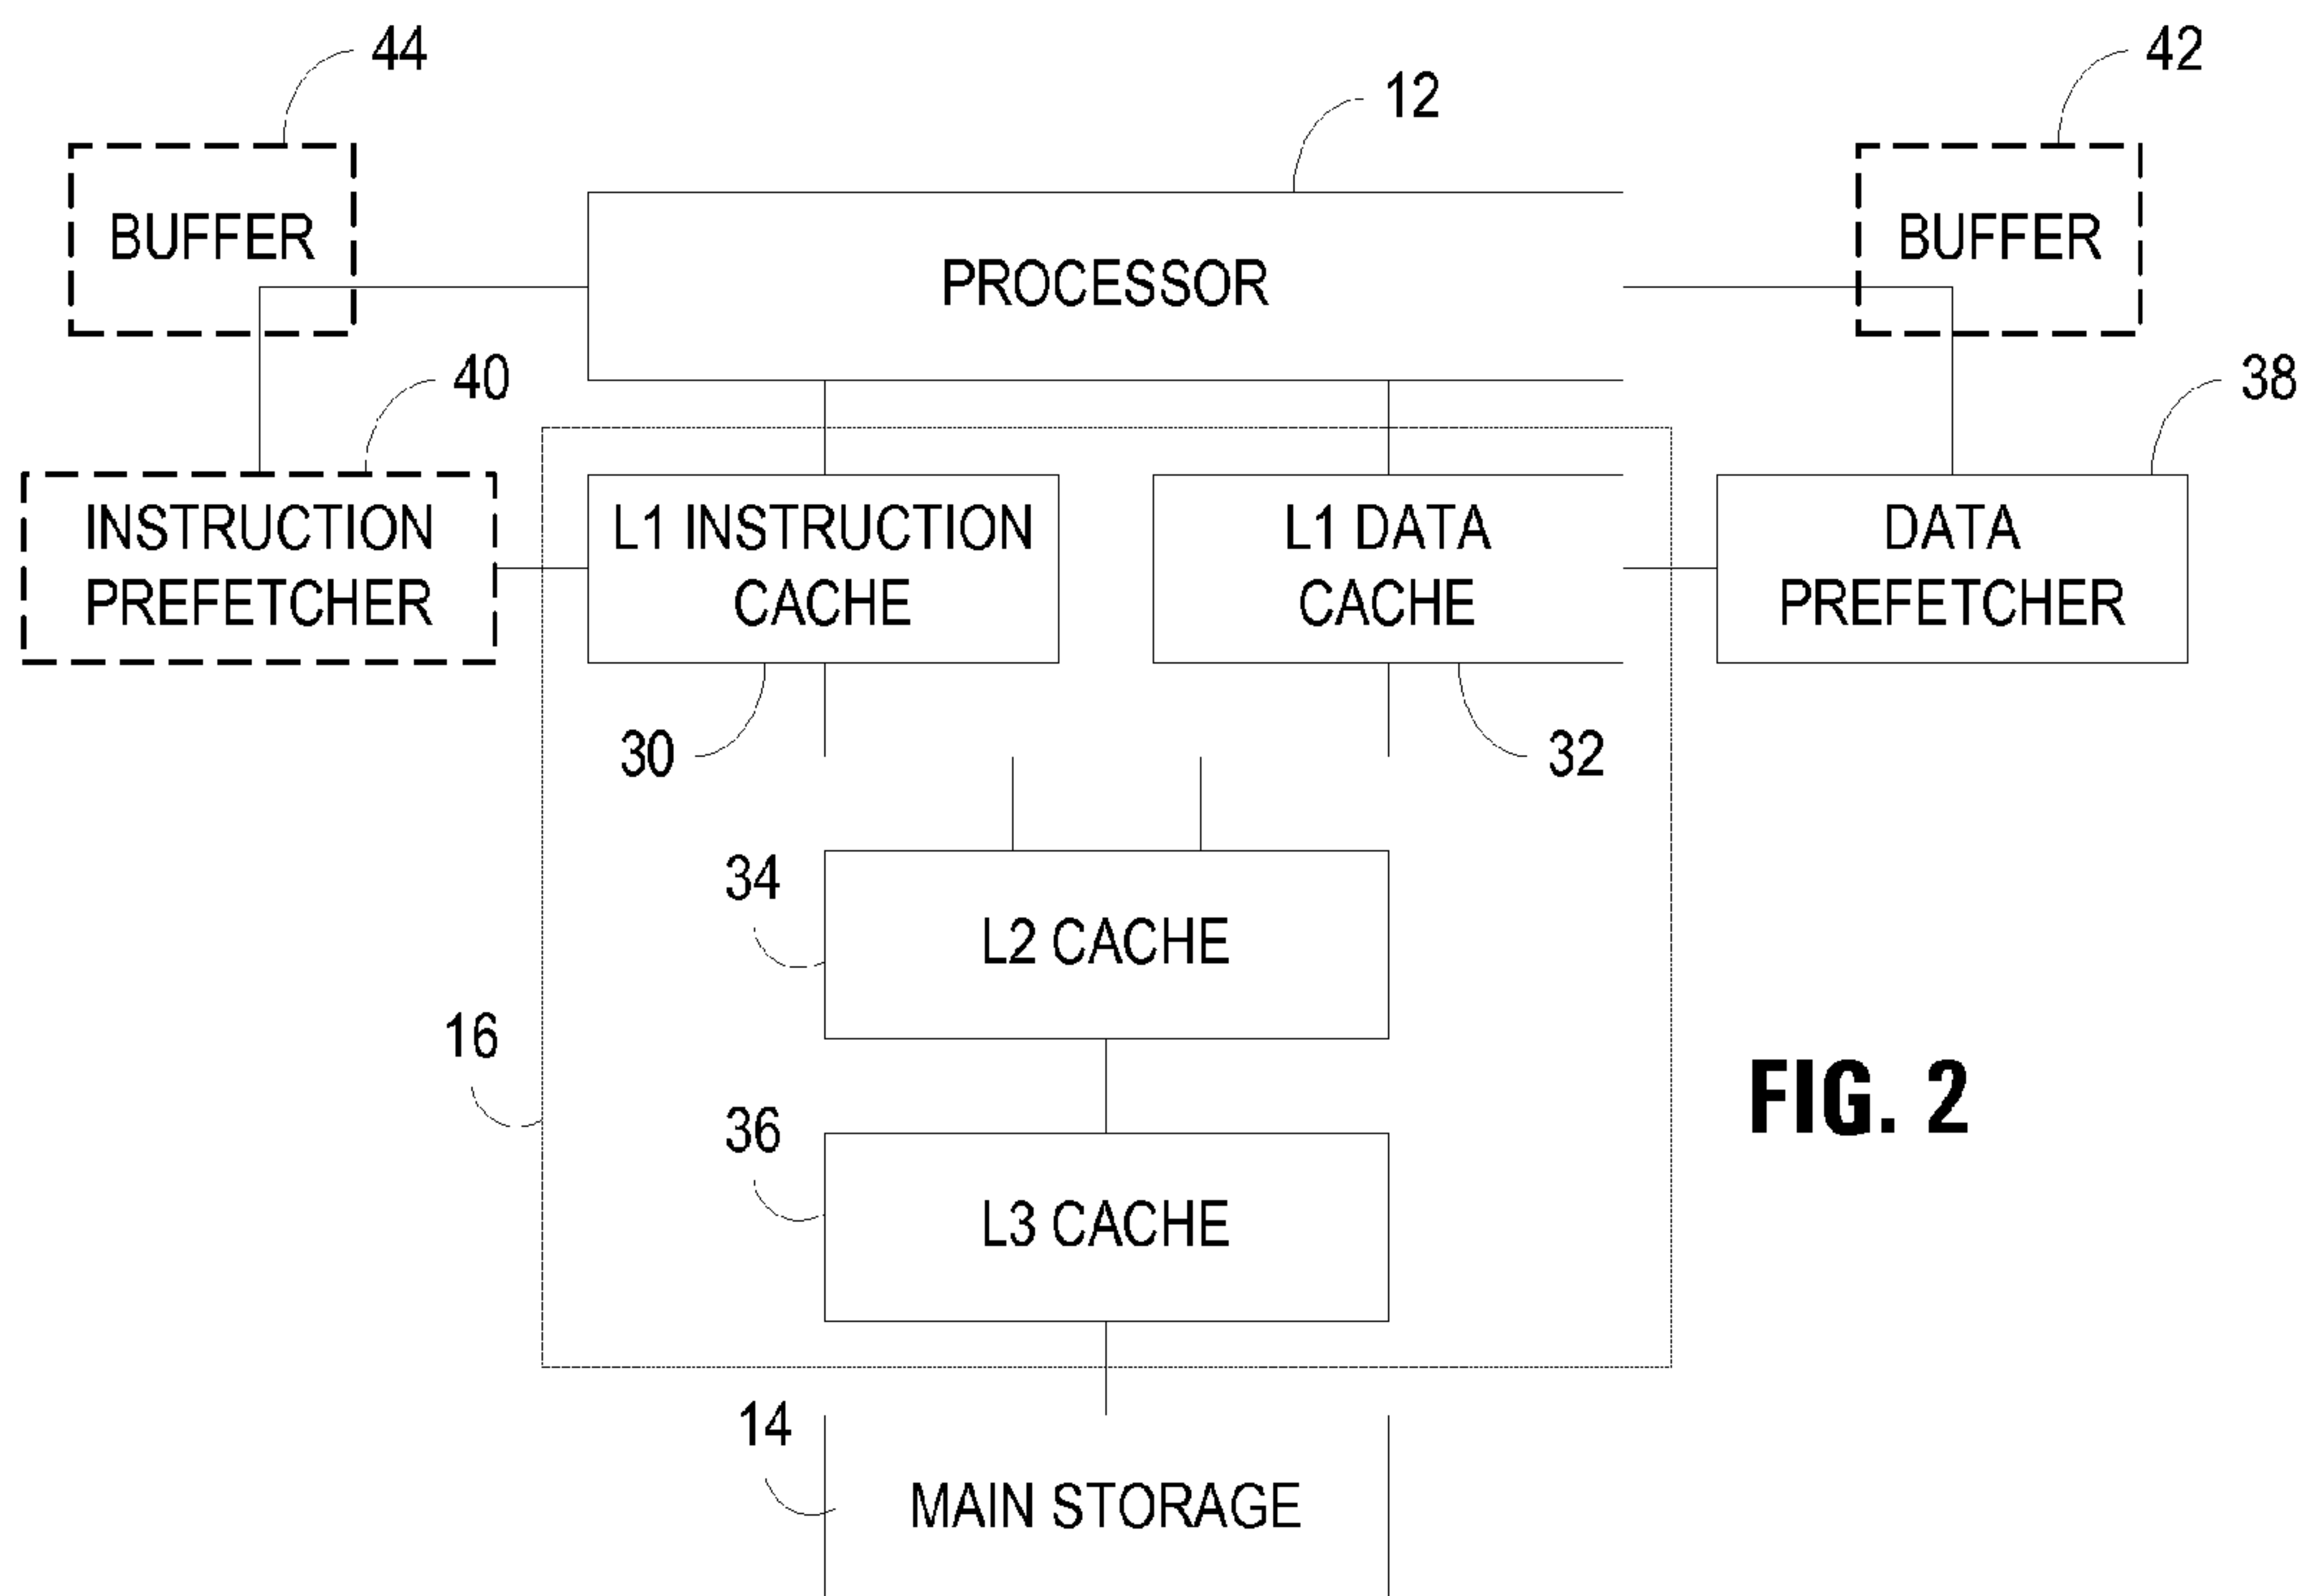 44
42
12
BUFFER
BUFFER
PROCESSOR
40
38
INSTRUCTION
PREFETCHER
L1 INSTRUCTION
CACHE
L1 DATA
CACHE
DATA
PREFETCHER
30
32
34
L2 CACHE
16
36
L3 CACHE
FIG. 2
14
MAIN STORAGE